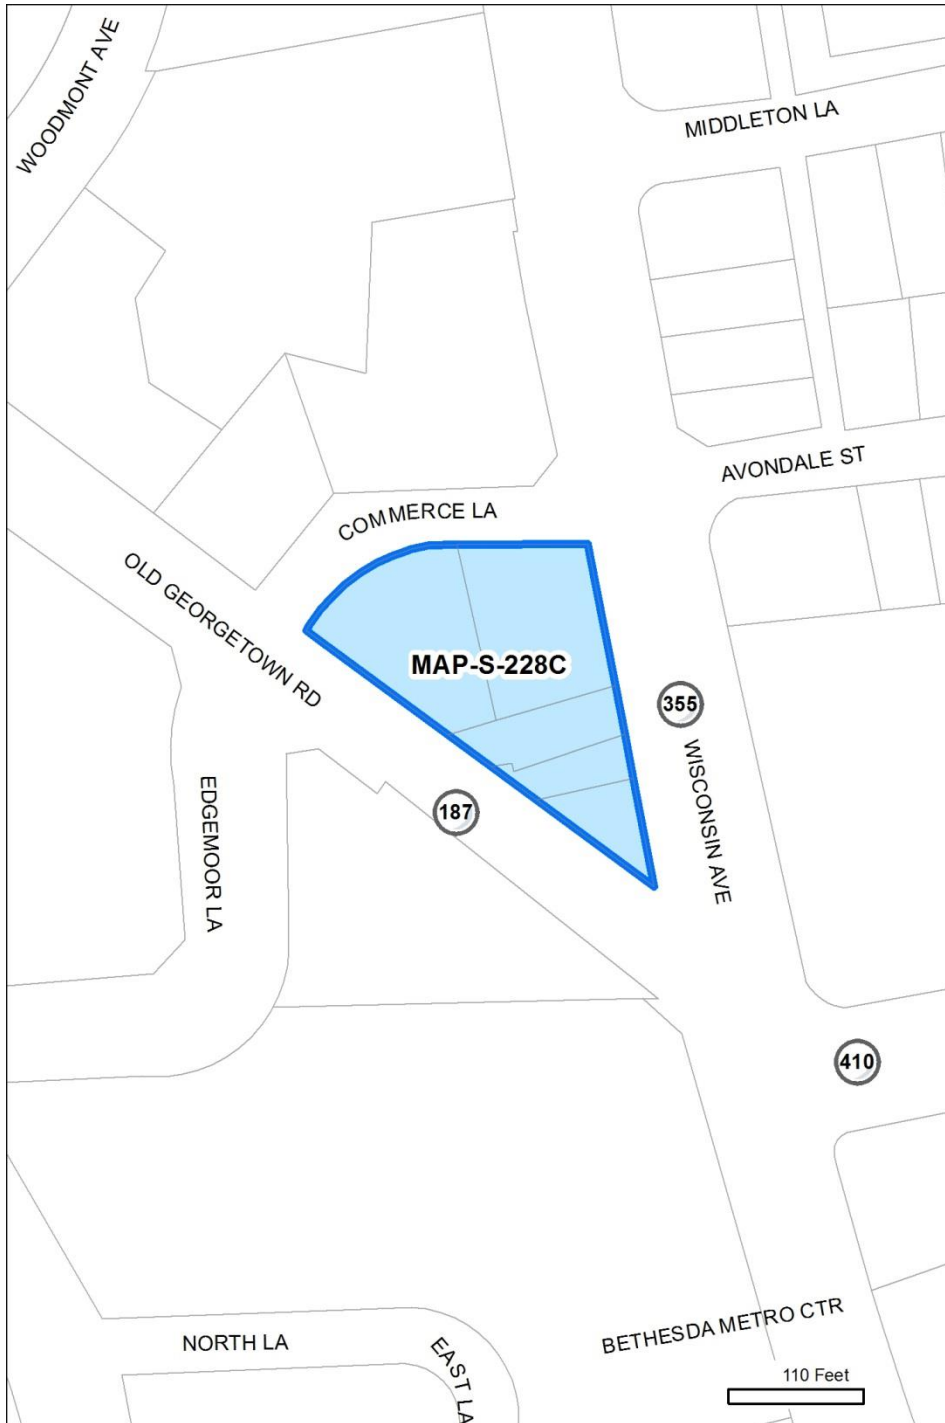 WOODMONT AVE
MIDDLETON LA
AVONDALE ST
COMMERCE LA
OLD GEORGETOWN RD
MAP-S-228C
355
WISCONSIN AVE
187
EDGEMOOR LA
410
BETHESDA METRO CTR
NORTH LA
EAST LA
110 Feet